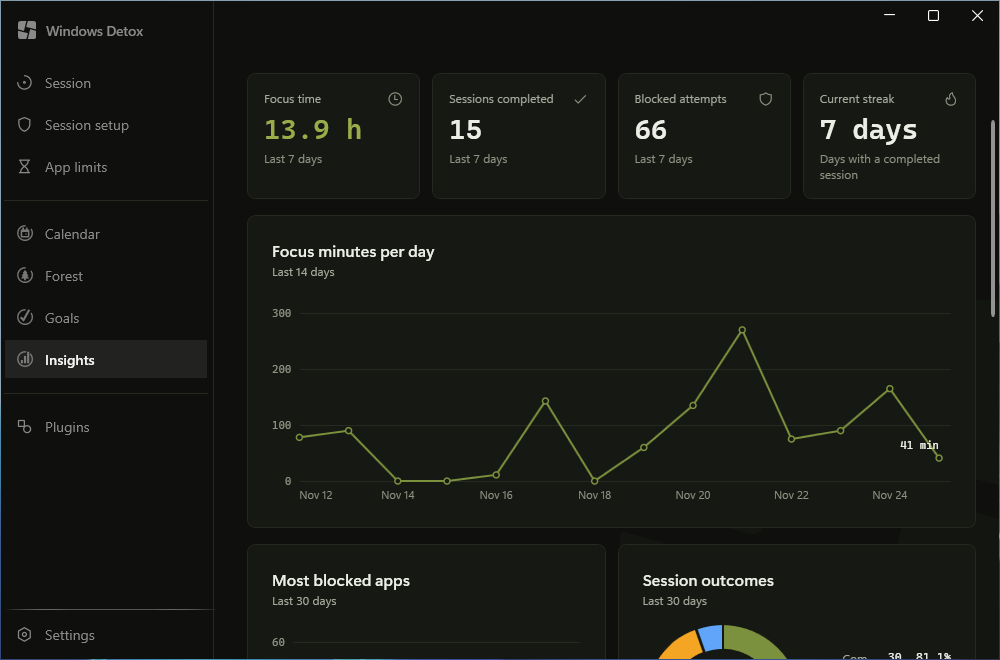 Windows Detox
Session
Session setup
App limits
Calendar
Forest
Goals
Insights
Plugins
Settings
Focus time
13.9 h
Last 7 days
Sessions completed
15
Last 7 days
Blocked attempts
66
Last 7 days
Current streak
7 days
Days with a completed
session
Focus minutes per day
Last 14 days
300
200
100
0
41 min
Nov 12 Nov 14 Nov 16 Nov 18 Nov 20 Nov 22 Nov 24
Most blocked apps
Last 30 days
60
Session outcomes
Last 30 days
Com 30 81.1%